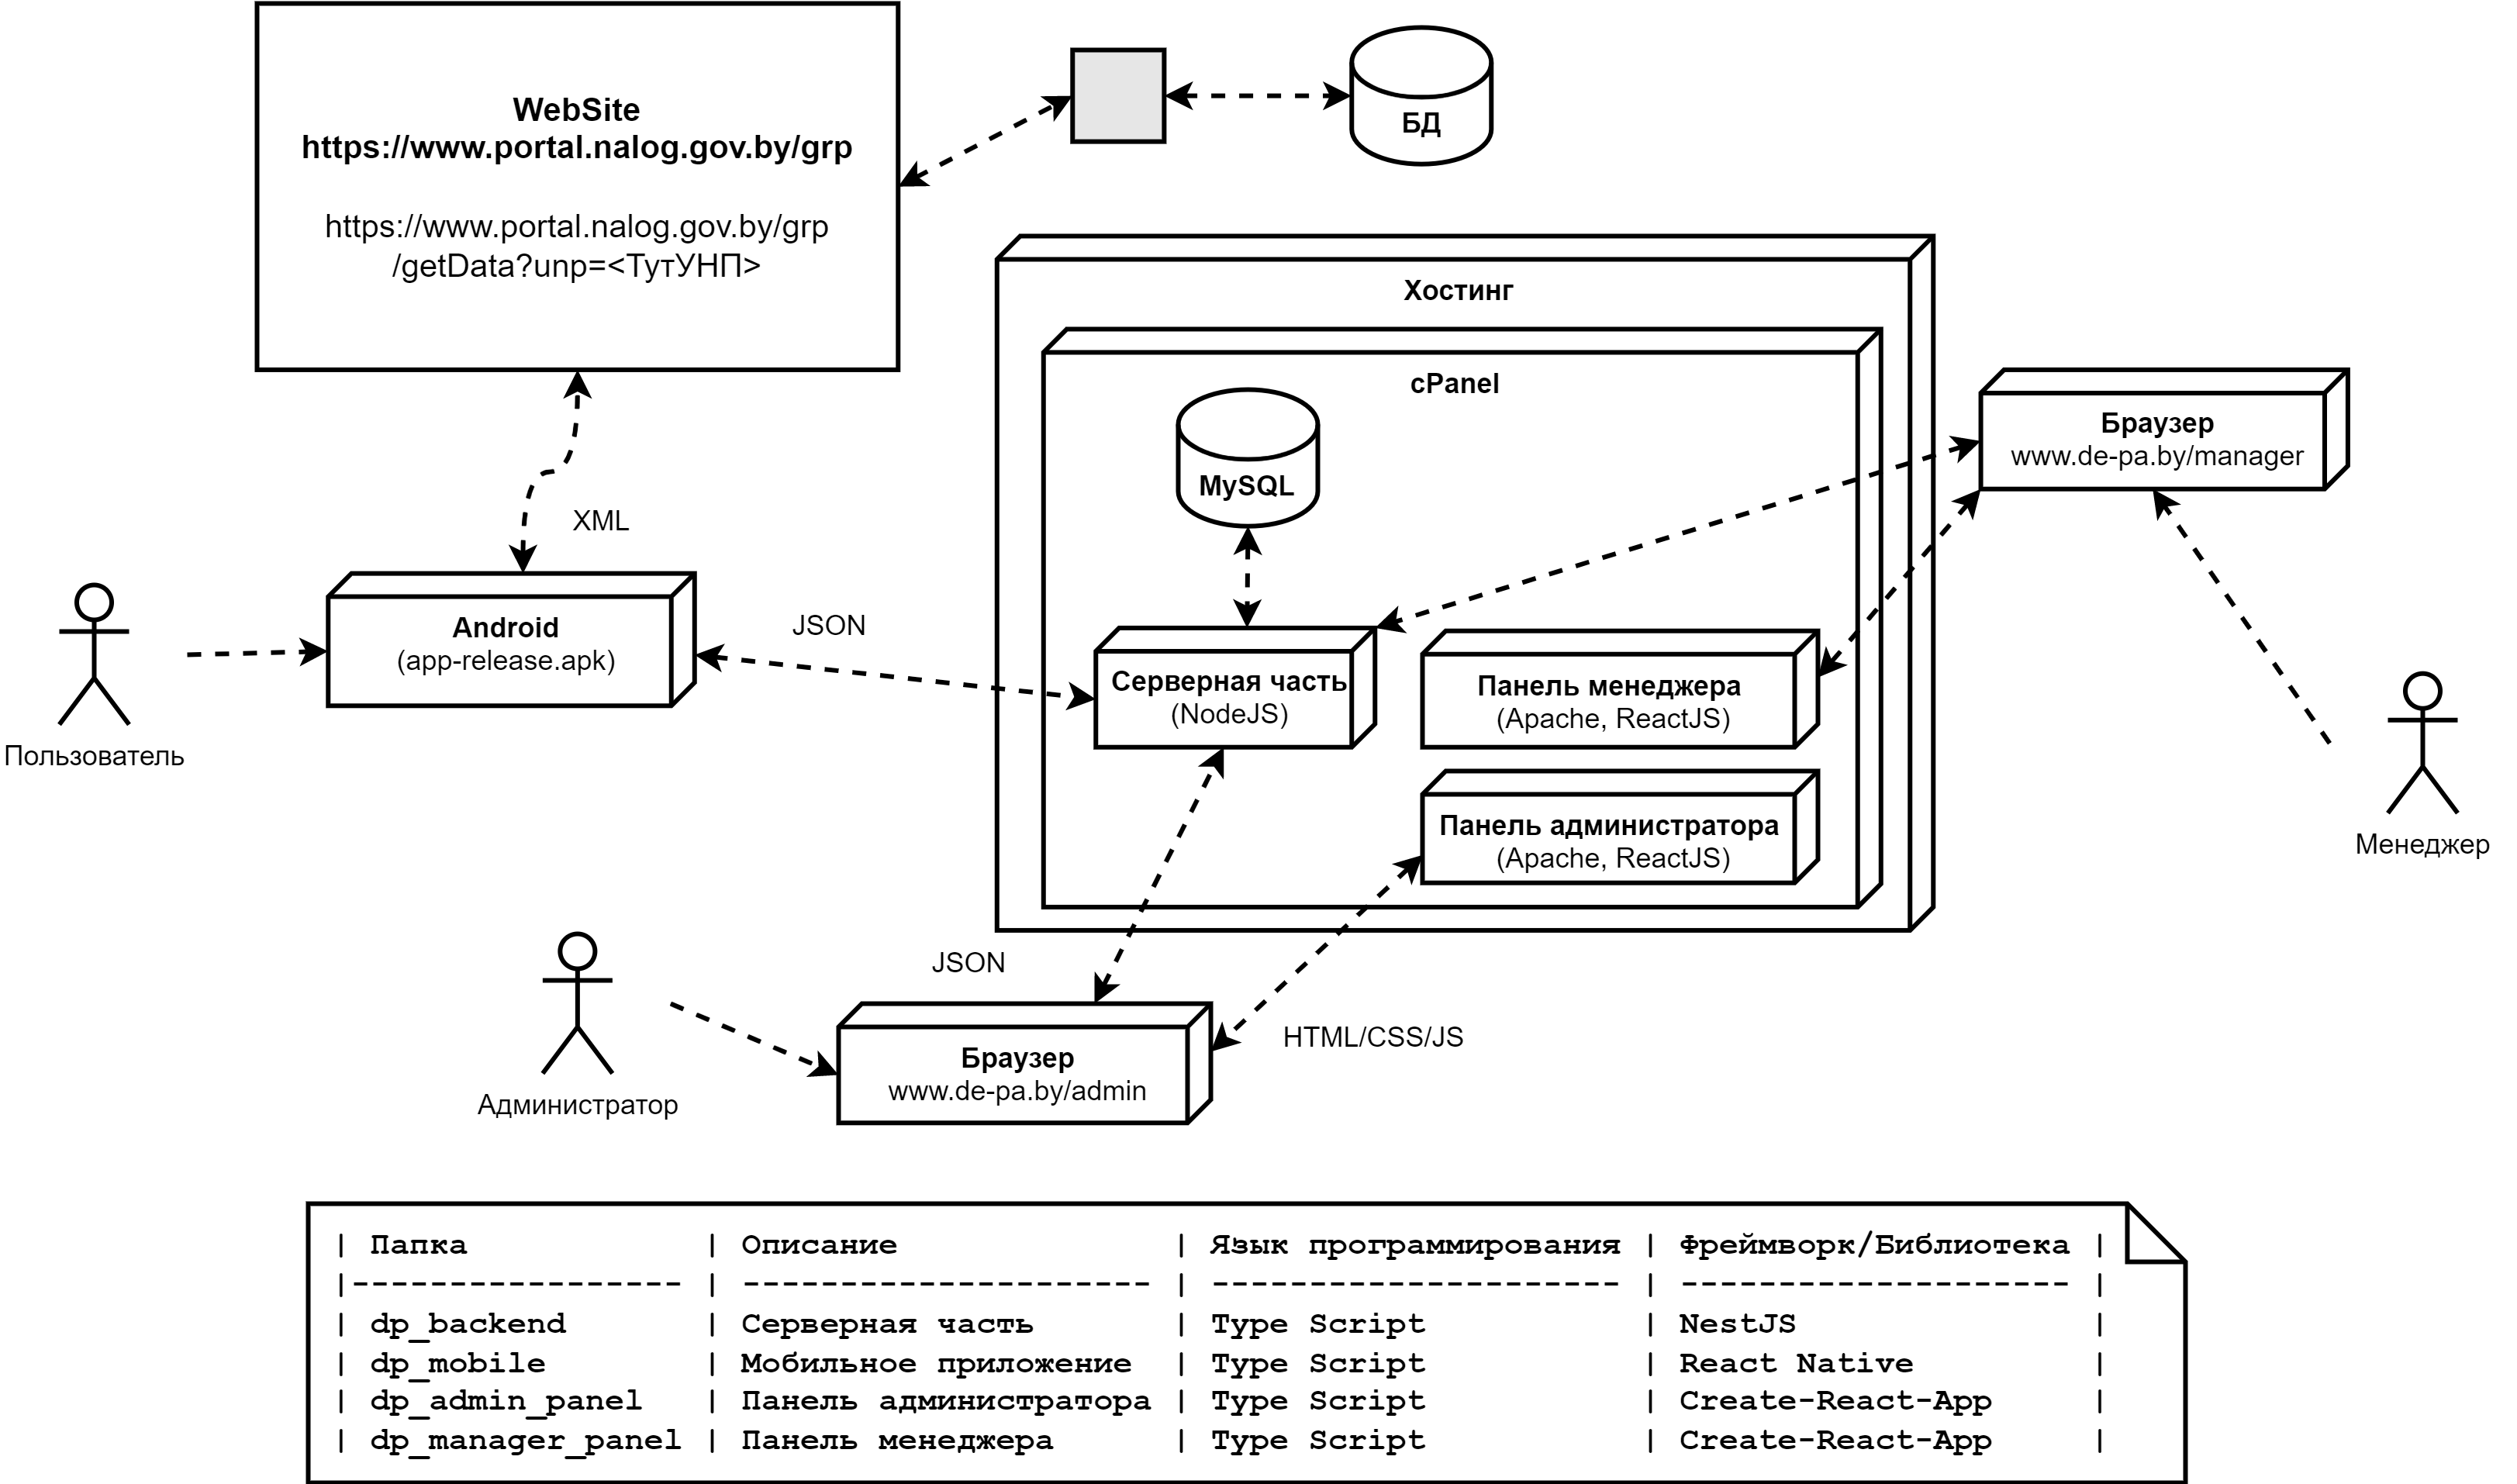 WebSite
https://www.portal.nalog.gov.by/grp
https://www.portal.nalog.gov.by/grp
/getData?unp=<ТутУНП>
БД
Хостинг
cPanel
MySQL
Браузер
www.de-pa.by/manager
XML
Android
(app-release.apk)
JSON
Серверная часть
(NodeJS)
Панель менеджера
(Apache, ReactJS)
Пользователь
Панель администратора
(Apache, ReactJS)
Менеджер
JSON
HTML/CSS/JS
Браузер
www.de-pa.by/admin
Администратор
| Папка | Описание | Язык программирования | Фреймворк/Библиотека |
|----------------- | --------------------- | --------------------- | -------------------- |
| dp_backend | Серверная часть | Type Script | NestJS |
| dp_mobile | Мобильное приложение | Type Script | React Native |
| dp_admin_panel | Панель администратора | Type Script | Create-React-App |
| dp_manager_panel | Панель менеджера | Type Script | Create-React-App |